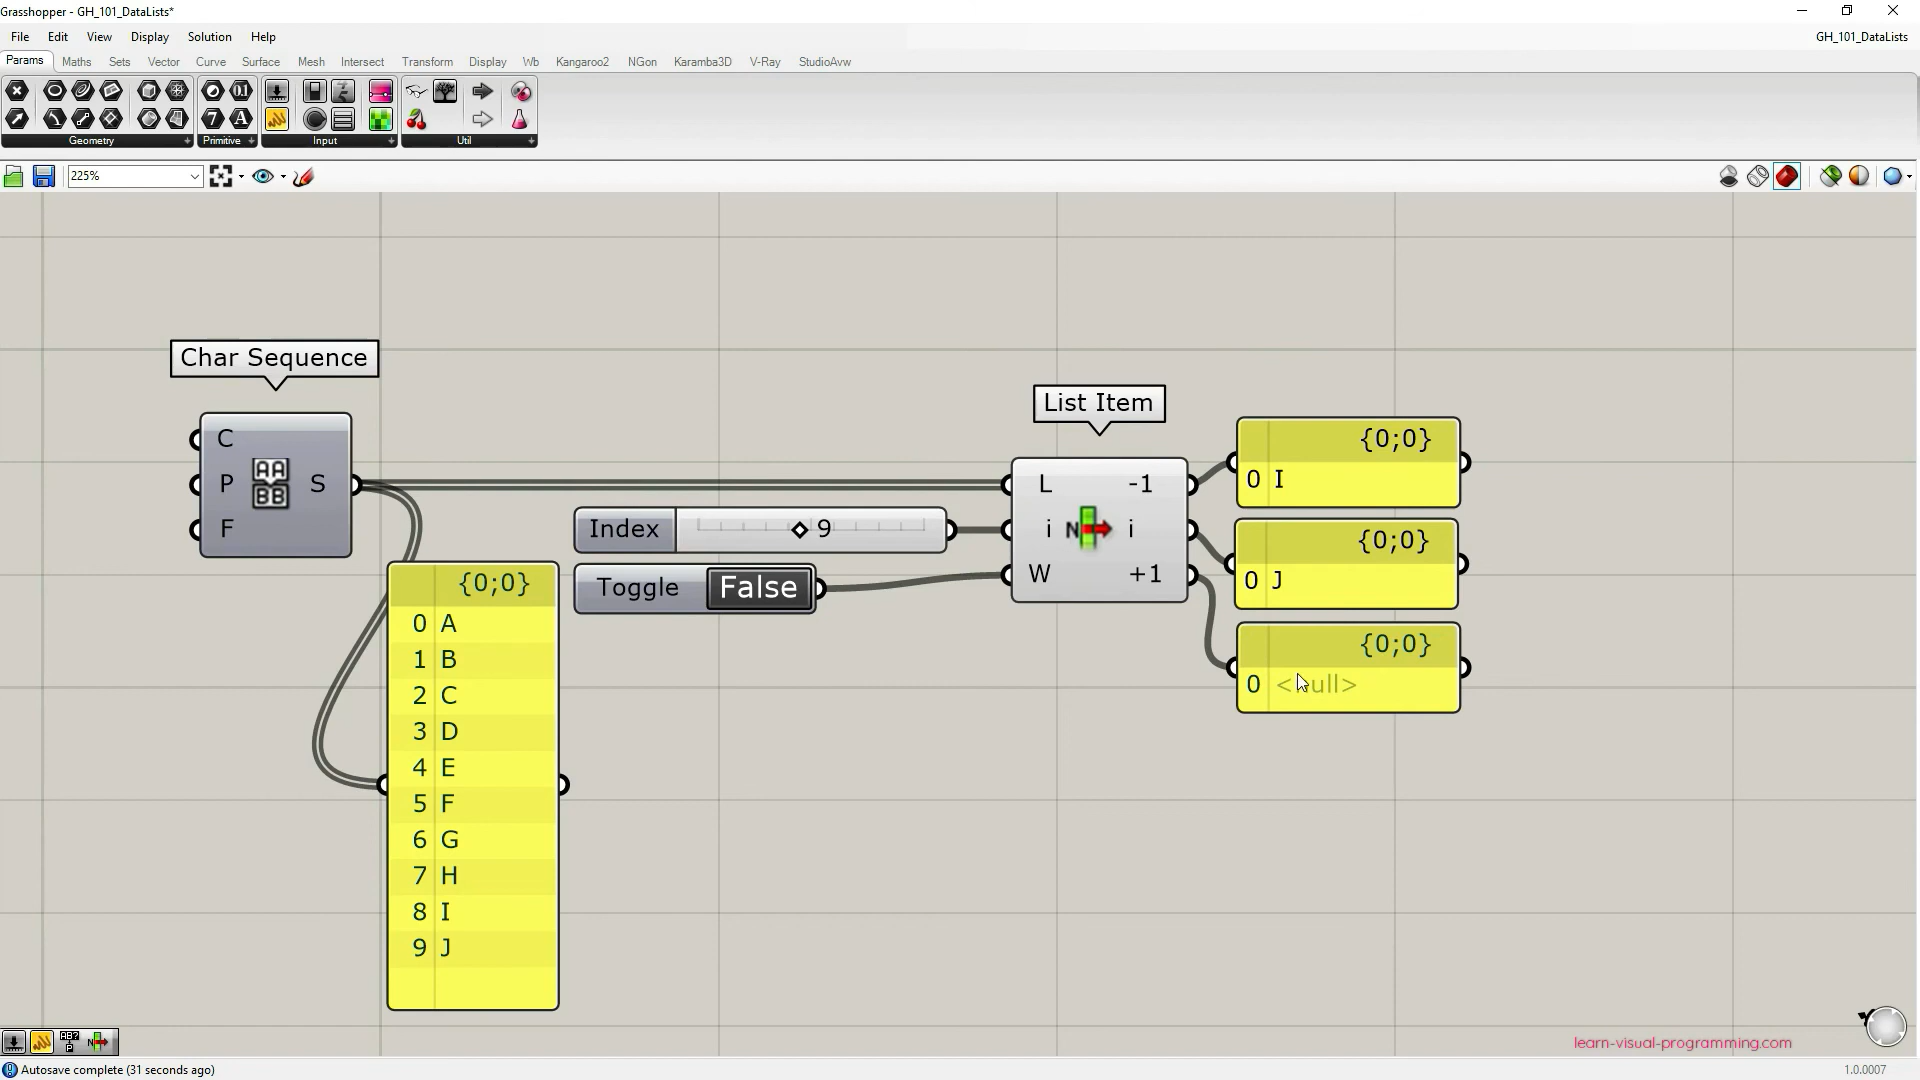 Grasshopper - GH_101_DataLists*
File Edit View Display Solution Help GH_101_DataLists
Params Maths Sets Vector Curve Surface Mesh Intersect Transform Display Wb Kangaroo2 NGon Karamba3D V-Ray StudioAvw
Geometry Primitive Input Util
225%
Char Sequence
C
P S
F
AA
BB
List Item
L -1
i N i
W +1
Index 9
Toggle False
{0;0}
0 A
1 B
2 C
3 D
4 E
5 F
6 G
7 H
8 I
9 J
{0;0}
0 I
{0;0}
0 J
{0;0}
0 <null>
learn-visual-programming.com
Autosave complete (31 seconds ago) 1.0.0007